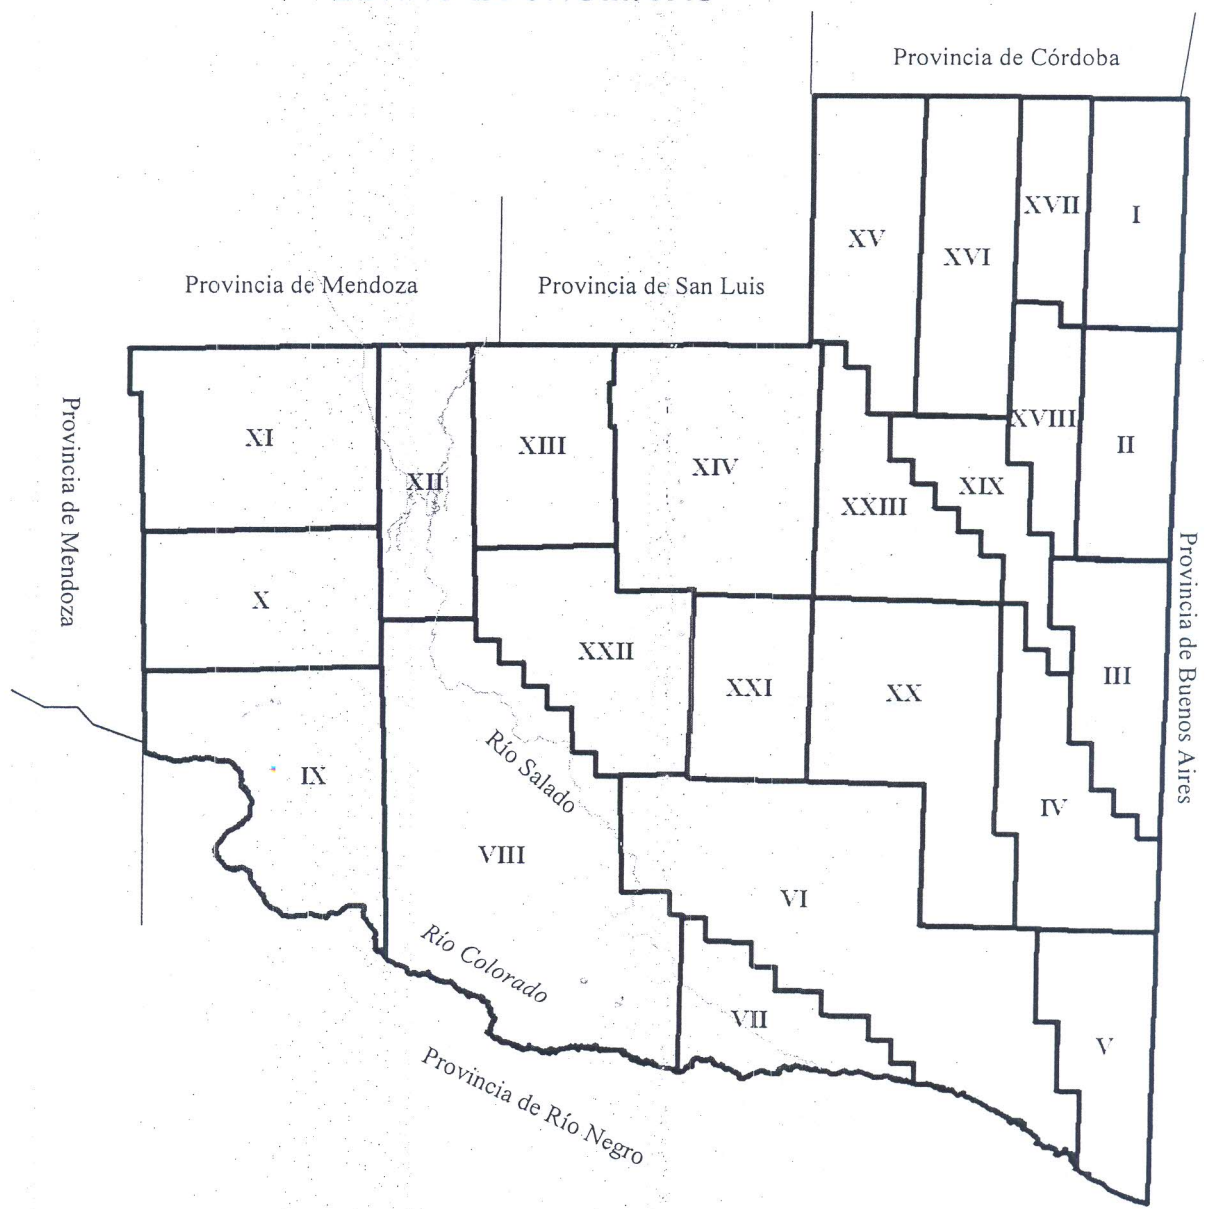 Provincia de Córdoba
XVII
I
XV
XVI
Provincia de Mendoza
Provincia de San Luis
XI
XIII
XIV
XII
XVIII
II
XXIII
XIX
Provincia de Mendoza
X
XXII
XXI
XX
III
Provincia de Buenos Aires
IX
Río Salado
IV
VIII
VI
Río Colorado
VII
V
Provincia de Río Negro